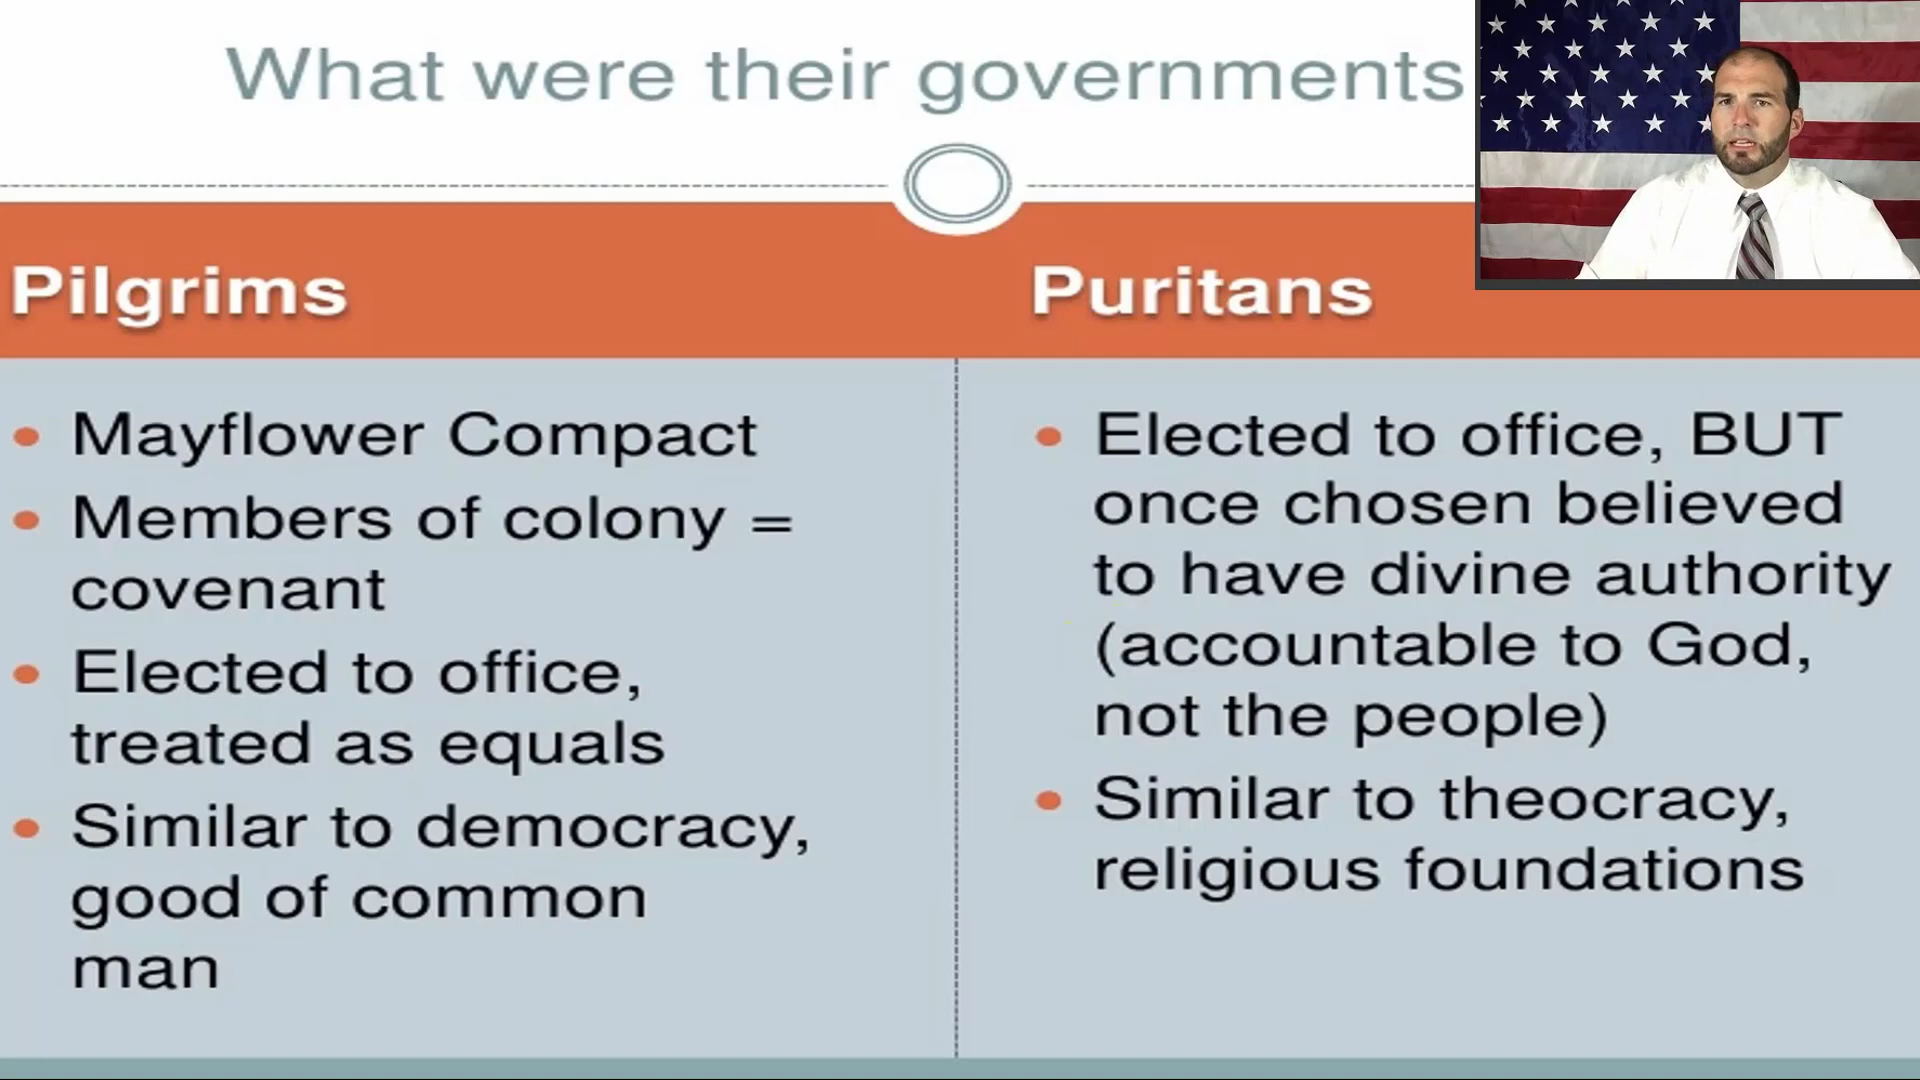 What were their governments
Pilgrims
Puritans
• Mayflower Compact
• Members of colony =
covenant
• Elected to office,
treated as equals
• Similar to democracy,
good of common
man
• Elected to office, BUT
once chosen believed
to have divine authority
(accountable to God,
not the people)
• Similar to theocracy,
religious foundations